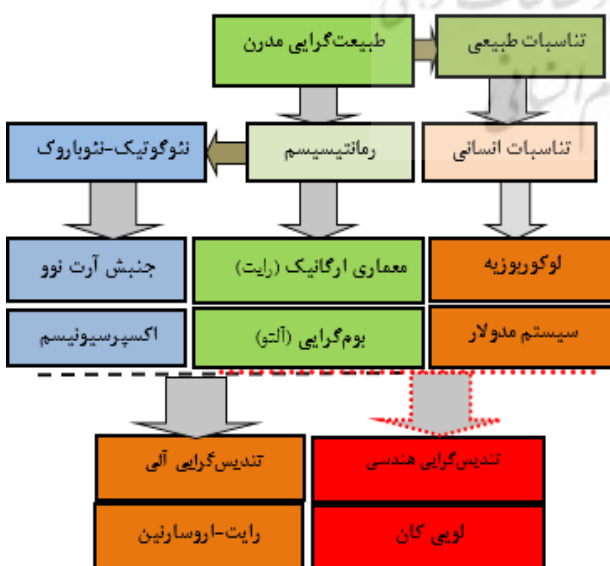 تناسبات طبیعی
طبیعت‌گرایی مدرن
تناسبات انسانی
رمانتیسیسم
نئوگوتیک-نئوباروک
لوکوربوزیه
معماری ارگانیک (رایت)
جنبش آرت نوو
سیستم مدولار
بوم‌گرایی (آلتو)
اکسپرسیونیسم
تندیس‌گرایی هندسی
تندیس‌گرایی آلی
لویی کان
رایت-اروسارنین